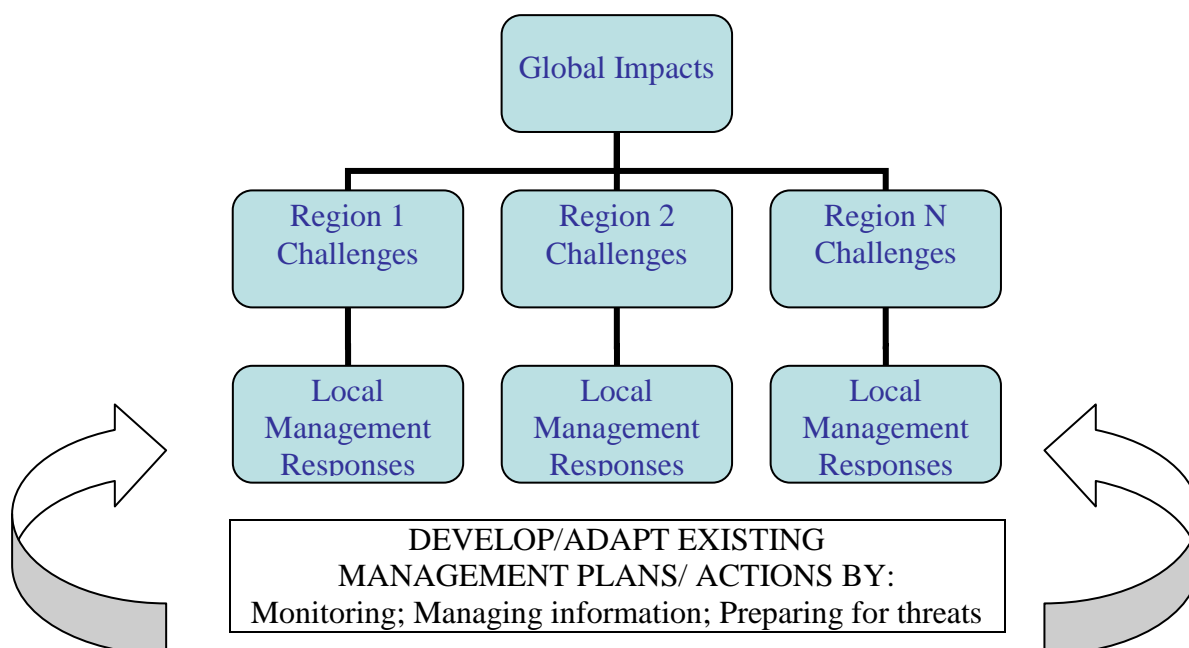 Global Impacts
Region 1
Challenges
Region 2
Challenges
Region N
Challenges
Local
Management
Responses
Local
Management
Responses
Local
Management
Responses
DEVELOP/ADAPT EXISTING
MANAGEMENT PLANS/ ACTIONS BY:
Monitoring; Managing information; Preparing for threats